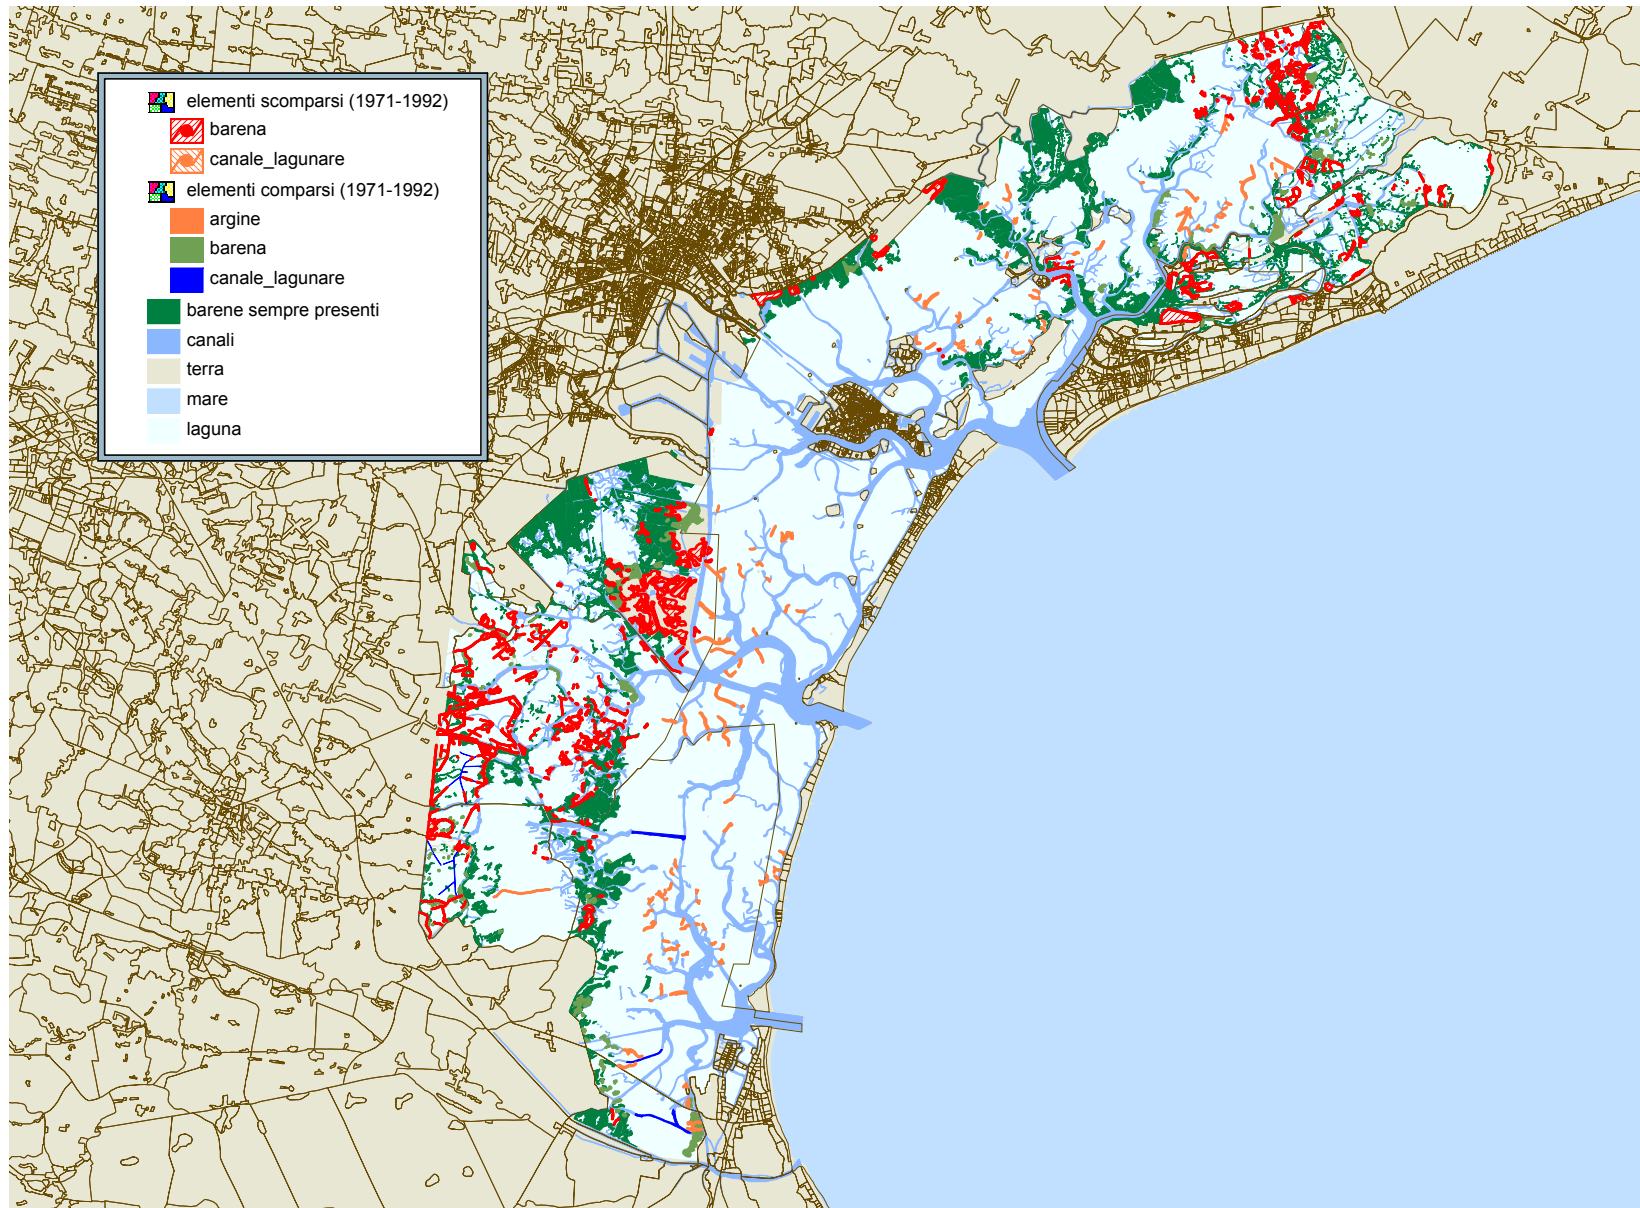 elementi scomparsi (1971-1992)
barena
canale_lagunare
elementi comparsi (1971-1992)
argine
barena
canale_lagunare
barene sempre presenti
canali
terra
mare
laguna